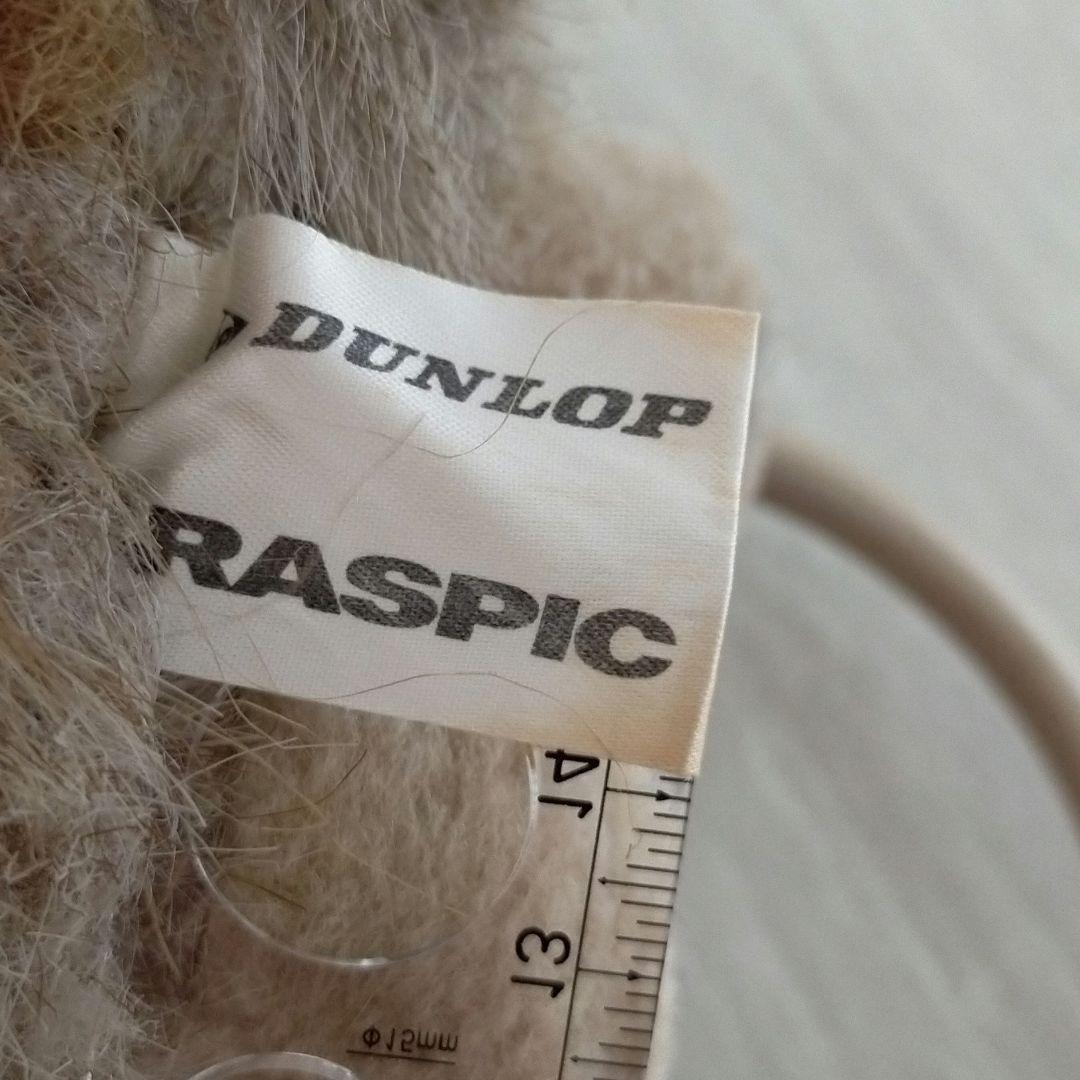 DUNLOP
RASPIC
14
13
Φ15mm